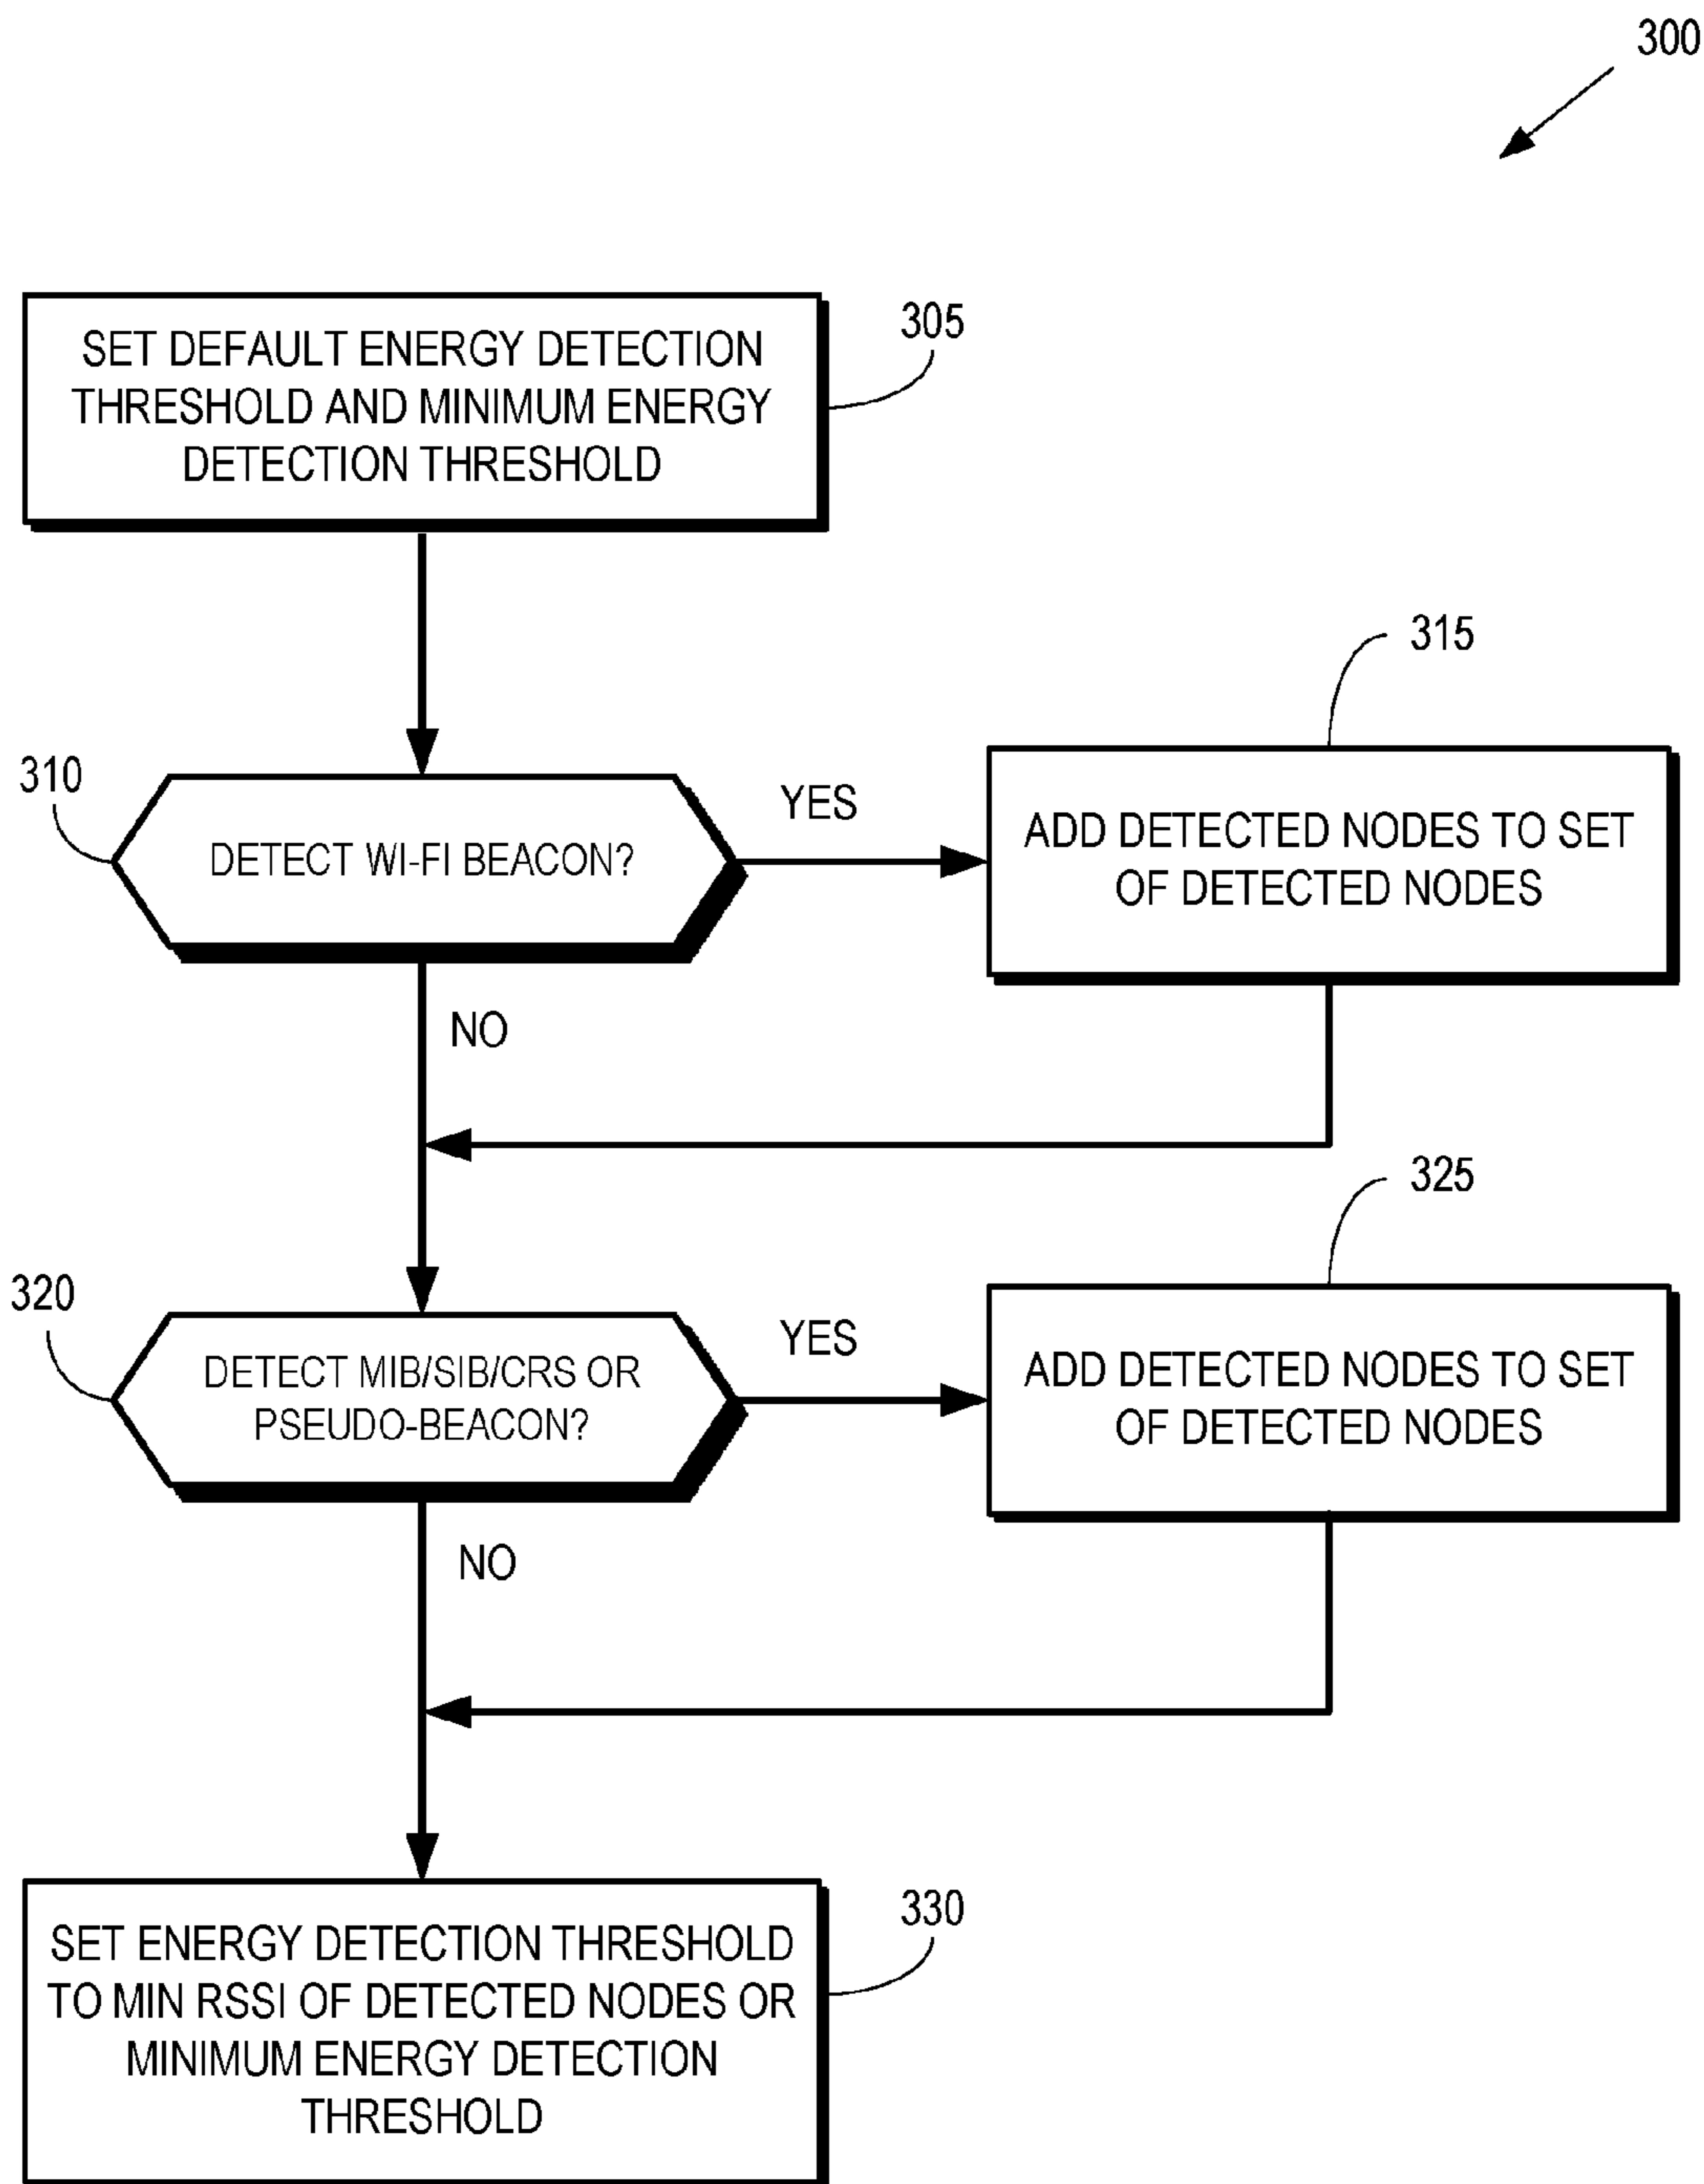 300
SET DEFAULT ENERGY DETECTION
THRESHOLD AND MINIMUM ENERGY
DETECTION THRESHOLD
305
310
DETECT WI-FI BEACON?
YES
315
ADD DETECTED NODES TO SET
OF DETECTED NODES
NO
320
DETECT MIB/SIB/CRS OR
PSEUDO-BEACON?
YES
325
ADD DETECTED NODES TO SET
OF DETECTED NODES
NO
SET ENERGY DETECTION THRESHOLD
TO MIN RSSI OF DETECTED NODES OR
MINIMUM ENERGY DETECTION
THRESHOLD
330